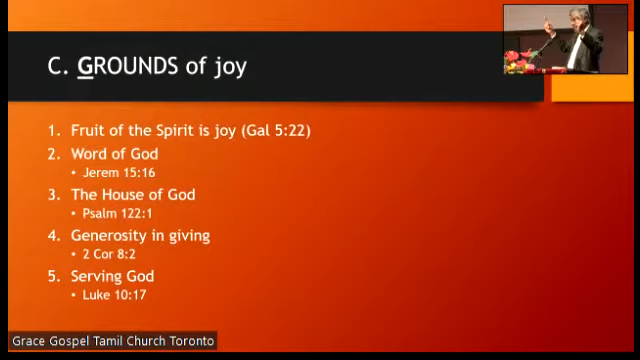 C. GROUNDS of joy
1. Fruit of the Spirit is joy (Gal 5:22)
2. Word of God
• Jerem 15:16
3. The House of God
• Psalm 122:1
4. Generosity in giving
• 2 Cor 8:2
5. Serving God
• Luke 10:17
Grace Gospel Tamil Church Toronto